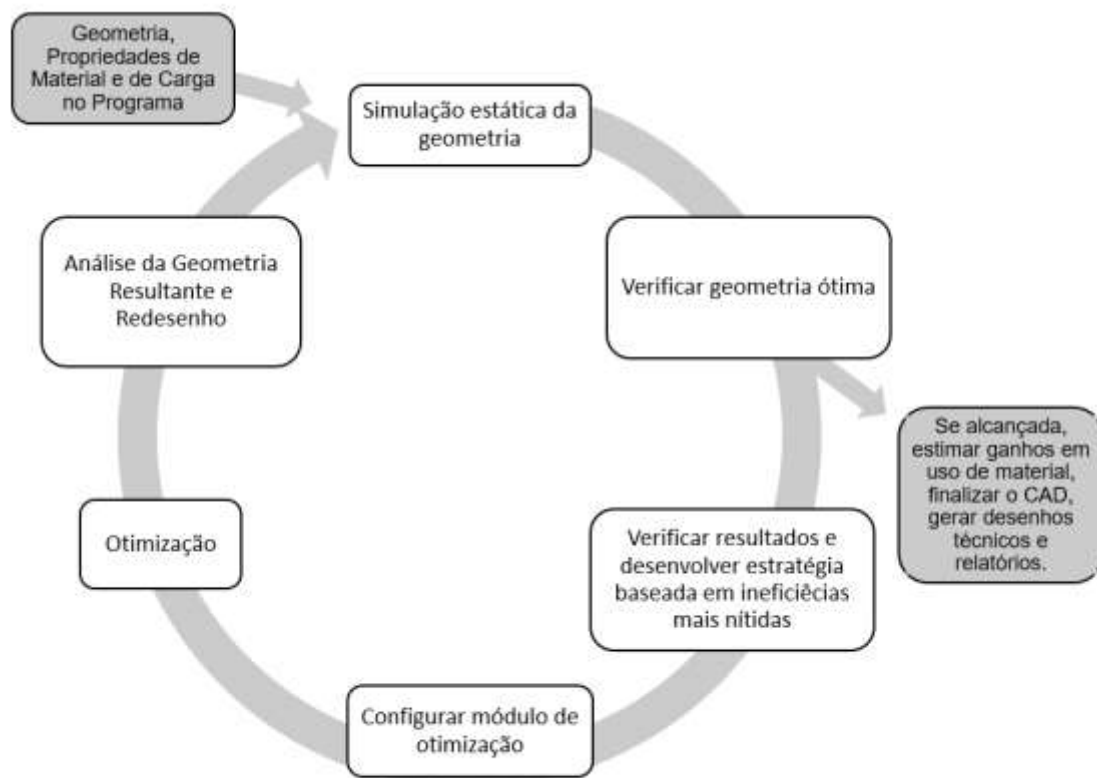 Geometria,
Propriedades de
Material e de Carga
no Programa
Simulação estática da
geometria
Verificar geometria ótima
Se alcançada,
estimar ganhos em
uso de material,
finalizar o CAD,
gerar desenhos
técnicos e
relatórios.
Verificar resultados e
desenvolver estratégia
baseada em ineficiêcias
mais nítidas
Configurar módulo de
otimização
Otimização
Análise da Geometria
Resultante e
Redesenho